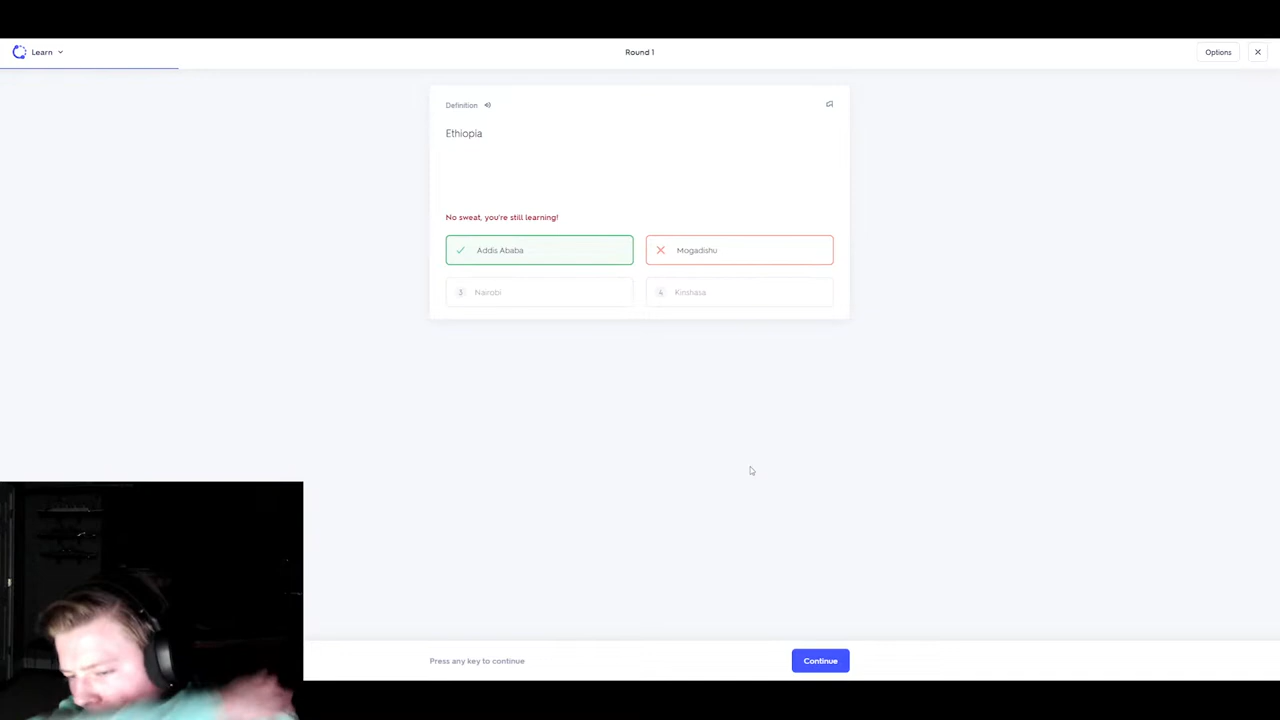 Learn
Round 1
Options
Definition
Ethiopia
No sweat, you're still learning!
Addis Ababa
Mogadishu
3 Nairobi
4 Kinshasa
Press any key to continue
Continue